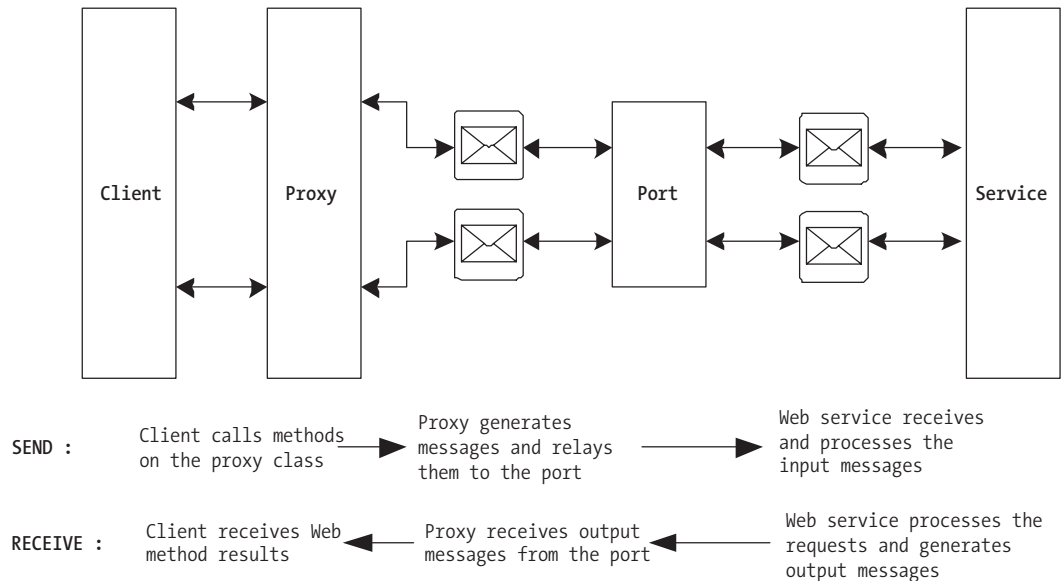 Client
Proxy
Port
Service
SEND :
Client calls methods
on the proxy class
Proxy generates
messages and relays
them to the port
Web service receives
and processes the
input messages
RECEIVE :
Client receives Web
method results
Proxy receives output
messages from the port
Web service processes the
requests and generates
output messages